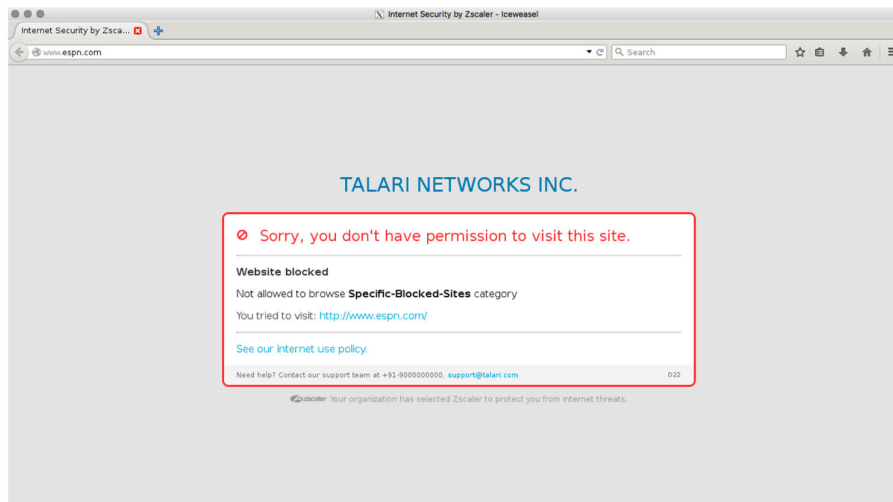 Internet Security by Zscaler - Iceweasel
Internet Security by Zsca...
www.espn.com
Search
TALARI NETWORKS INC.
Sorry, you don't have permission to visit this site.
Website blocked
Not allowed to browse Specific-Blocked-Sites category
You tried to visit: http://www.espn.com/
See our internet use policy.
Need help? Contact our support team at +91-9000000000, support@talari.com D22
zscaler Your organization has selected Zscaler to protect you from internet threats.